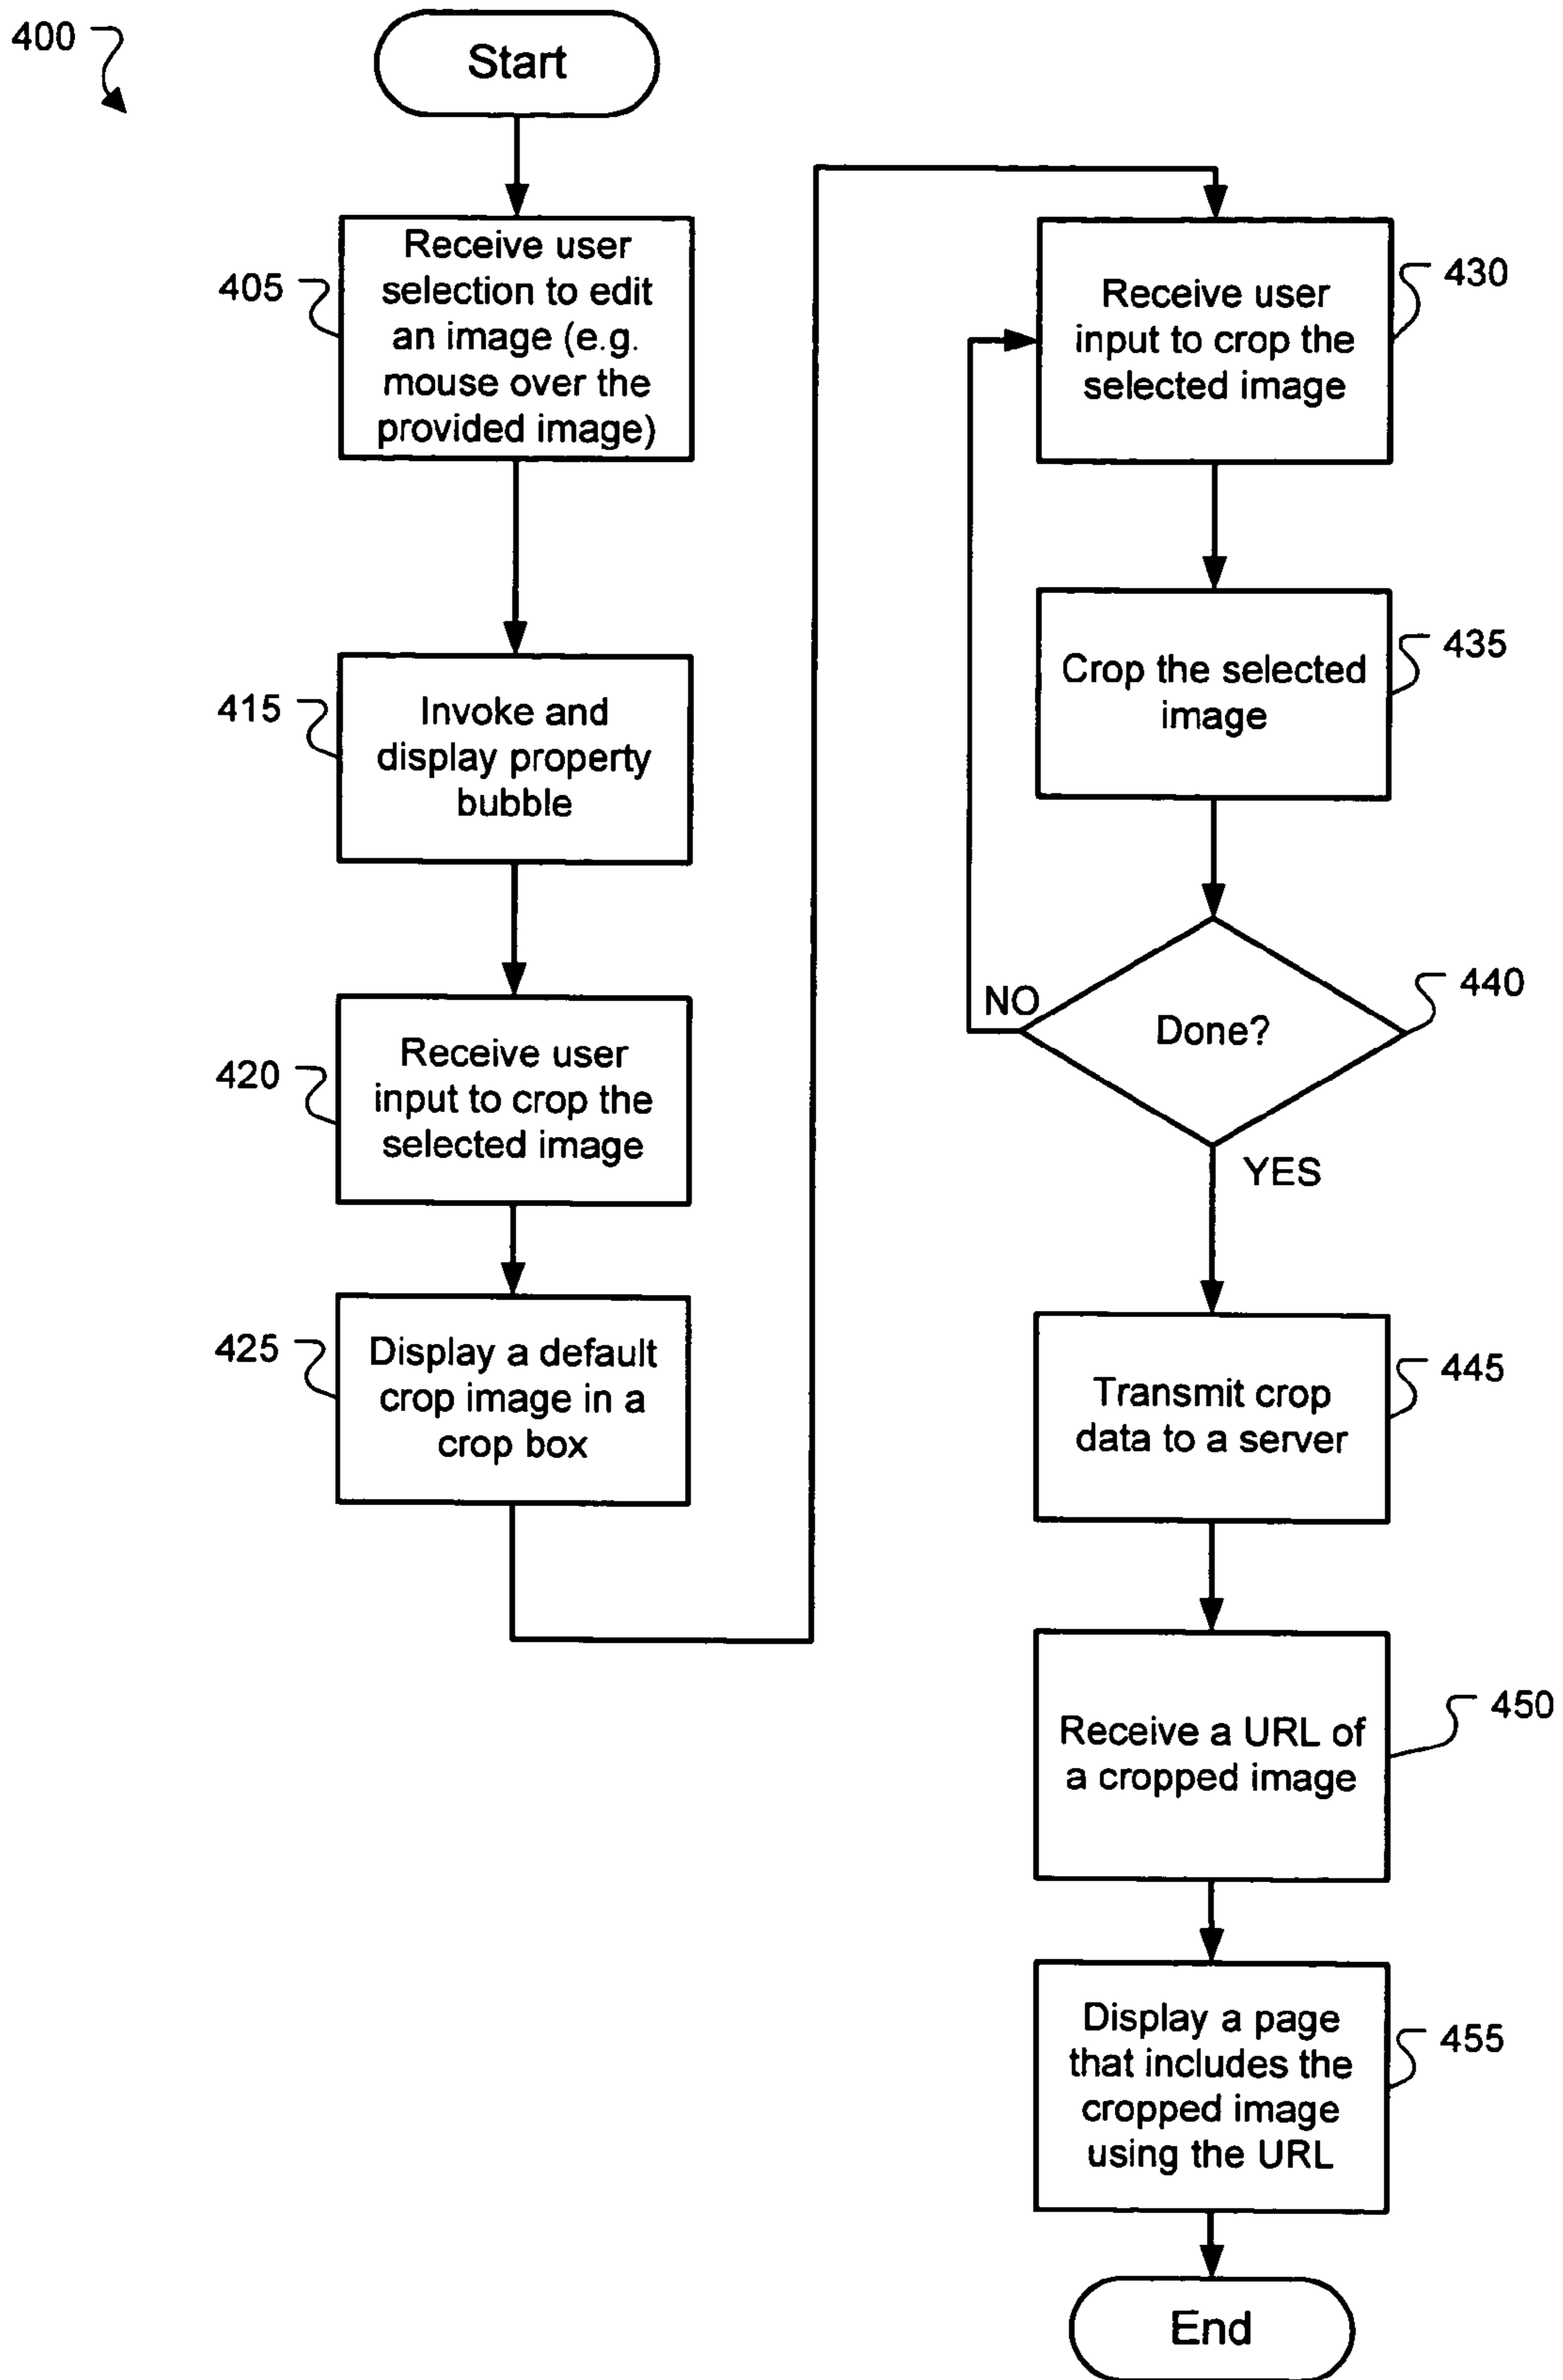 400
Start
405
Receive user
selection to edit
an image (e.g.
mouse over the
provided image)
415
Invoke and
display property
bubble
420
Receive user
input to crop the
selected image
425
Display a default
crop image in a
crop box
430
Receive user
input to crop the
selected image
435
Crop the selected
image
440
Done?
NO
YES
445
Transmit crop
data to a server
450
Receive a URL of
a cropped image
455
Display a page
that includes the
cropped image
using the URL
End